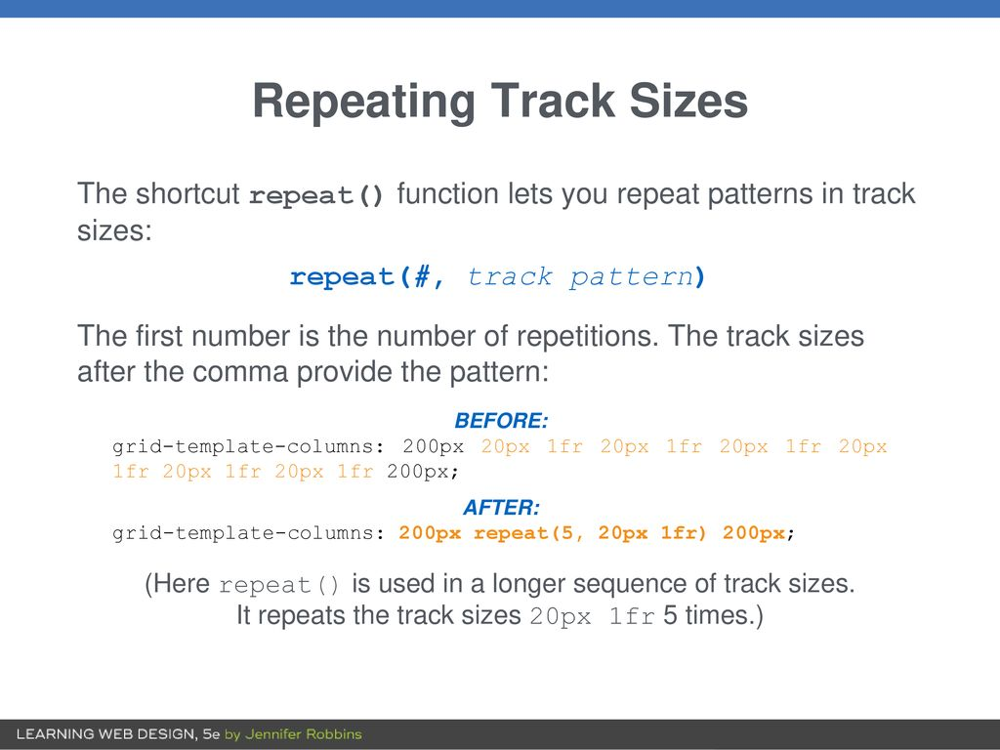 Repeating Track Sizes
The shortcut repeat() function lets you repeat patterns in track
sizes:
repeat(#, track pattern)
The first number is the number of repetitions. The track sizes
after the comma provide the pattern:
BEFORE:
grid-template-columns: 200px 20px 1fr 20px 1fr 20px 1fr 20px
1fr 20px 1fr 20px 1fr 200px;
AFTER:
grid-template-columns: 200px repeat(5, 20px 1fr) 200px;
(Here repeat() is used in a longer sequence of track sizes.
It repeats the track sizes 20px 1fr 5 times.)
LEARNING WEB DESIGN, 5e by Jennifer Robbins